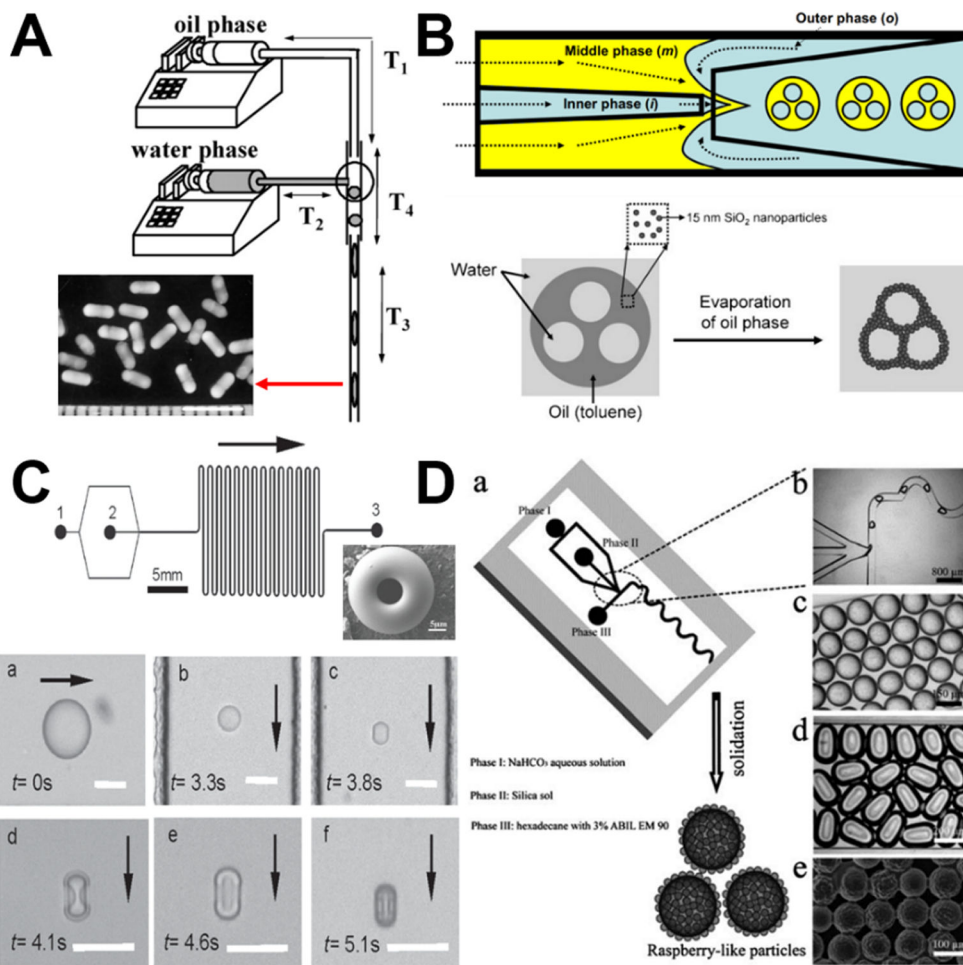 A
oil phase
T1
water phase
T2
T4
T3
B
Outer phase (o)
Middle phase (m)
Inner phase (i)
15 nm SiO2 nanoparticles
Water
Evaporation
of oil phase
Oil (toluene)
C
1
2
3
5mm
5μm
a
t= 0s
b
t= 3.3s
c
t= 3.8s
d
t= 4.1s
e
t= 4.6s
f
t= 5.1s
D
a
Phase I
Phase II
Phase III
solidation
Phase I: NaHCO3 aqueous solution
Phase II: Silica sol
Phase III: hexadecane with 3% ABIL EM 90
Raspberry-like particles
b
800 μm
c
150 μm
d
e
100 μm